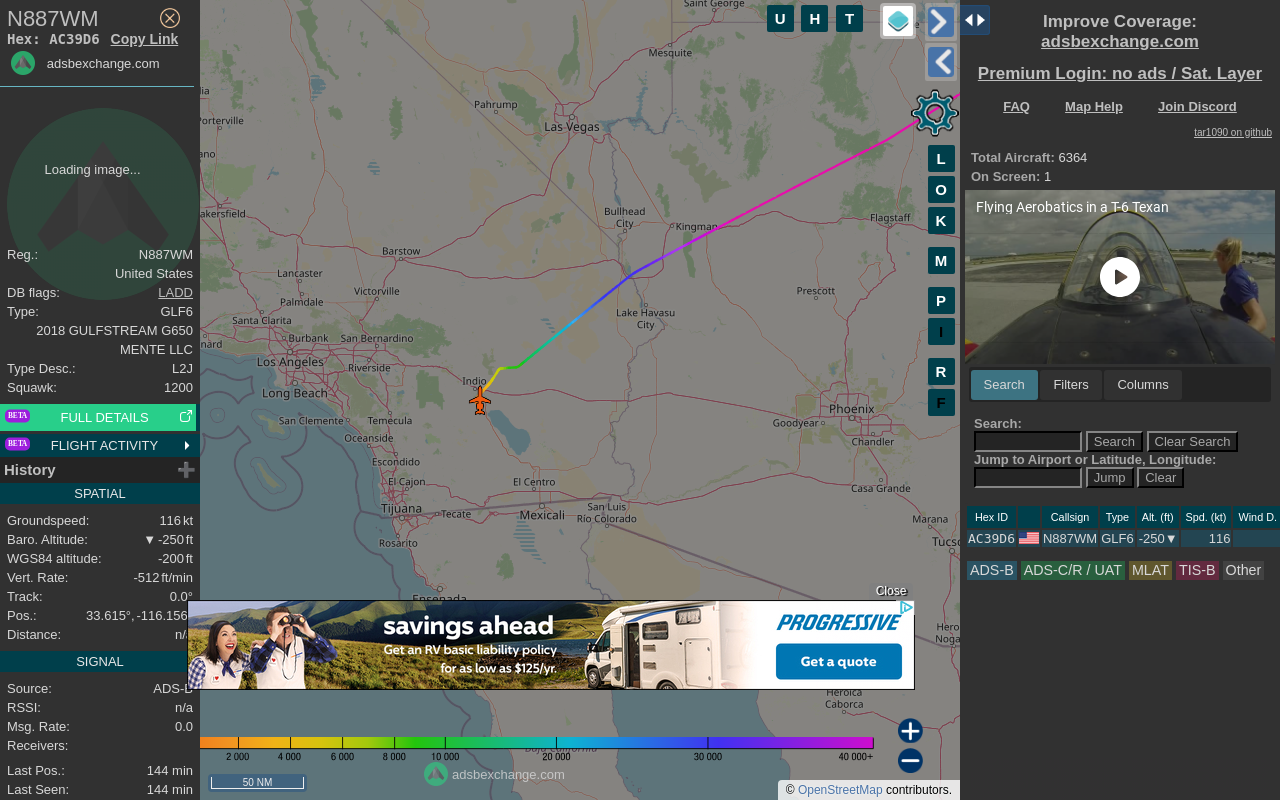 N887WM
Hex: AC39D6 Copy Link
adsbexchange.com
Loading image...
Reg.: N887WM
United States
DB flags: LADD
Type: GLF6
2018 GULFSTREAM G650
MENTE LLC
Type Desc.: L2J
Squawk: 1200
BETA FULL DETAILS
BETA FLIGHT ACTIVITY
History
SPATIAL
Groundspeed: 116 kt
Baro. Altitude: ▼ -250 ft
WGS84 altitude: -200 ft
Vert. Rate: -512 ft/min
Track: 0.0°
Pos.: 33.615°, -116.156
Distance: n/a
SIGNAL
Source: ADS-B
RSSI: n/a
Msg. Rate: 0.0
Receivers:
Last Pos.: 144 min
Last Seen: 144 min
U H T
L
O
K
M
P
I
R
F
Saint George
Mesquite
Pahrump
Las Vegas
Porterville
Bullhead
City
Kingman
Flagstaff
Barstow
Lancaster
Victorville
Palmdale
Prescott
Santa Clarita
Lake Havasu
City
Burbank San Bernardino
Los Angeles
Riverside
Indio
Long Beach
Phoenix
San Clemente Temecula
Goodyear
Oceanside
Chandler
Escondido
El Cajon El Centro
Casa Grande
Tijuana Tecate Mexicali
San Luis
Río Colorado
Marana
Rosarito
Ensenada
Heroica
Caborca
Close
savings ahead
Get an RV basic liability policy
for as low as $125/yr.
PROGRESSIVE
Get a quote
2 000 4 000 6 000 8 000 10 000 20 000 30 000 40 000+
50 NM
adsbexchange.com
© OpenStreetMap contributors.
Improve Coverage:
adsbexchange.com
Premium Login: no ads / Sat. Layer
FAQ Map Help Join Discord
tar1090 on github
Total Aircraft: 6364
On Screen: 1
Flying Aerobatics in a T-6 Texan
Search Filters Columns
Search:
Search Clear Search
Jump to Airport or Latitude, Longitude:
Jump Clear
Hex ID Callsign Type Alt. (ft) Spd. (kt) Wind D.
AC39D6 N887WM GLF6 -250▼ 116
ADS-B ADS-C/R / UAT MLAT TIS-B Other